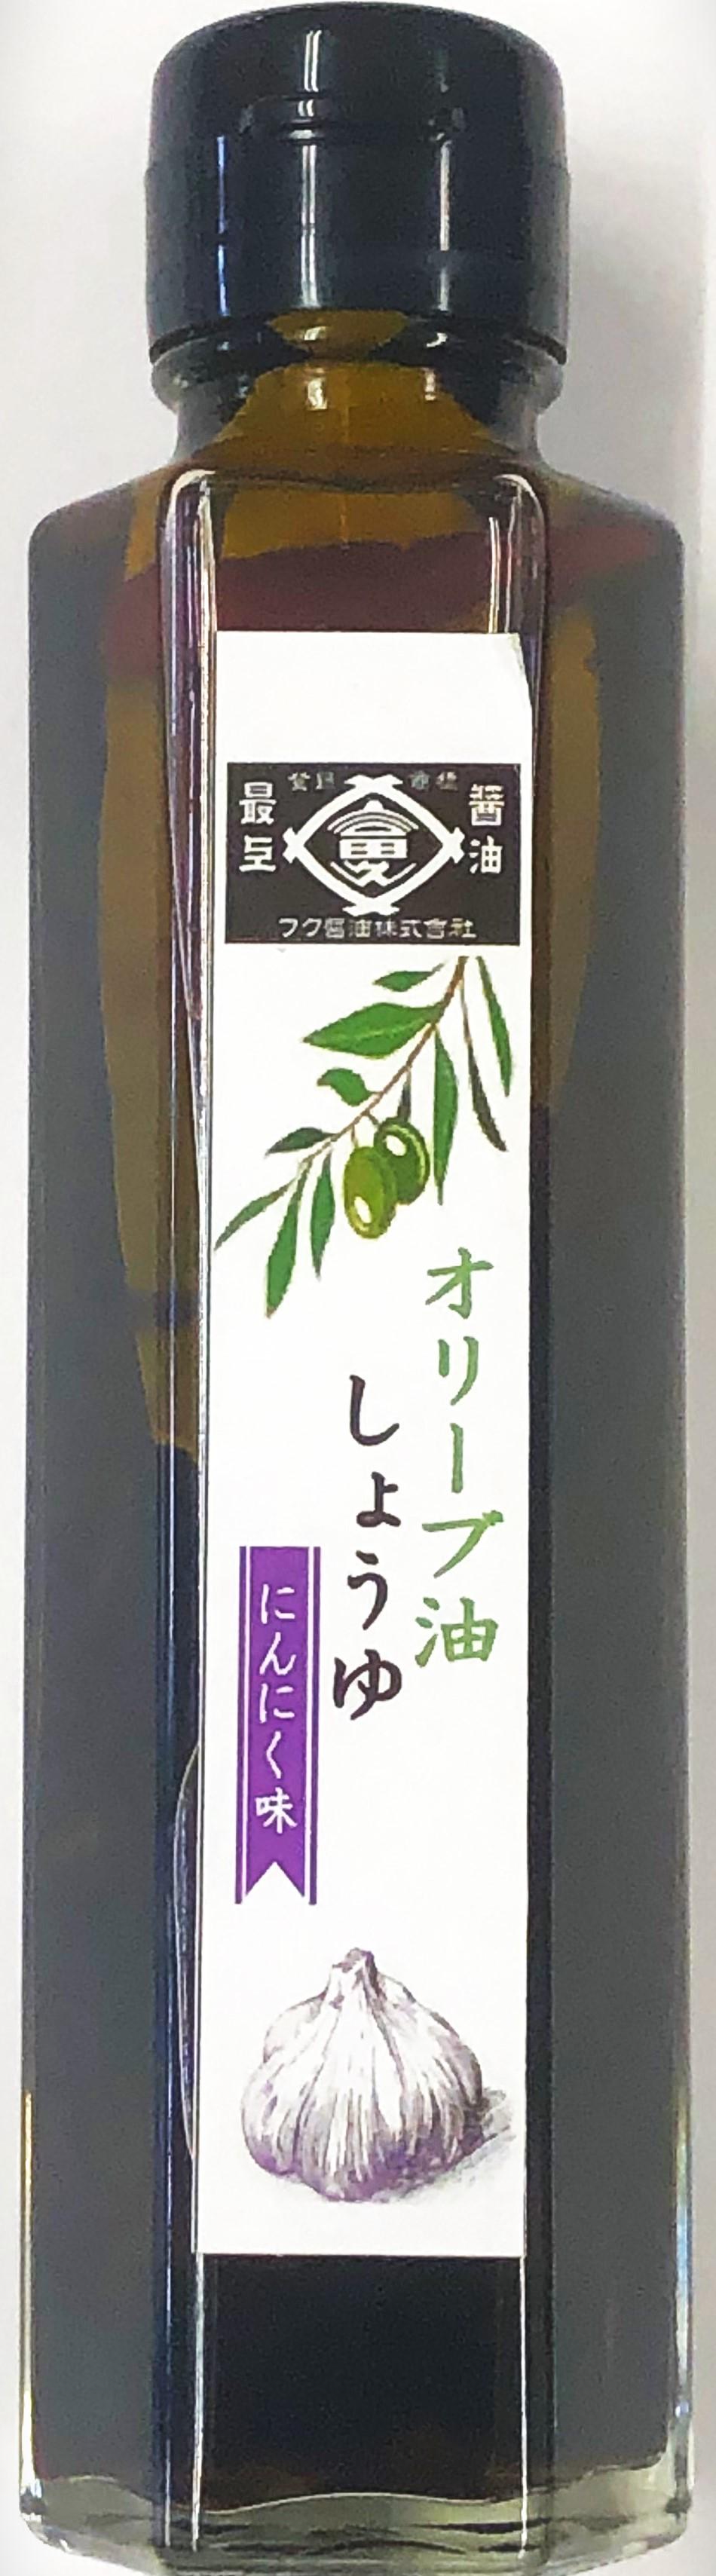 醤油
最上
フク醤油株式会社
オリーブ油
しょうゆ
にんにく味